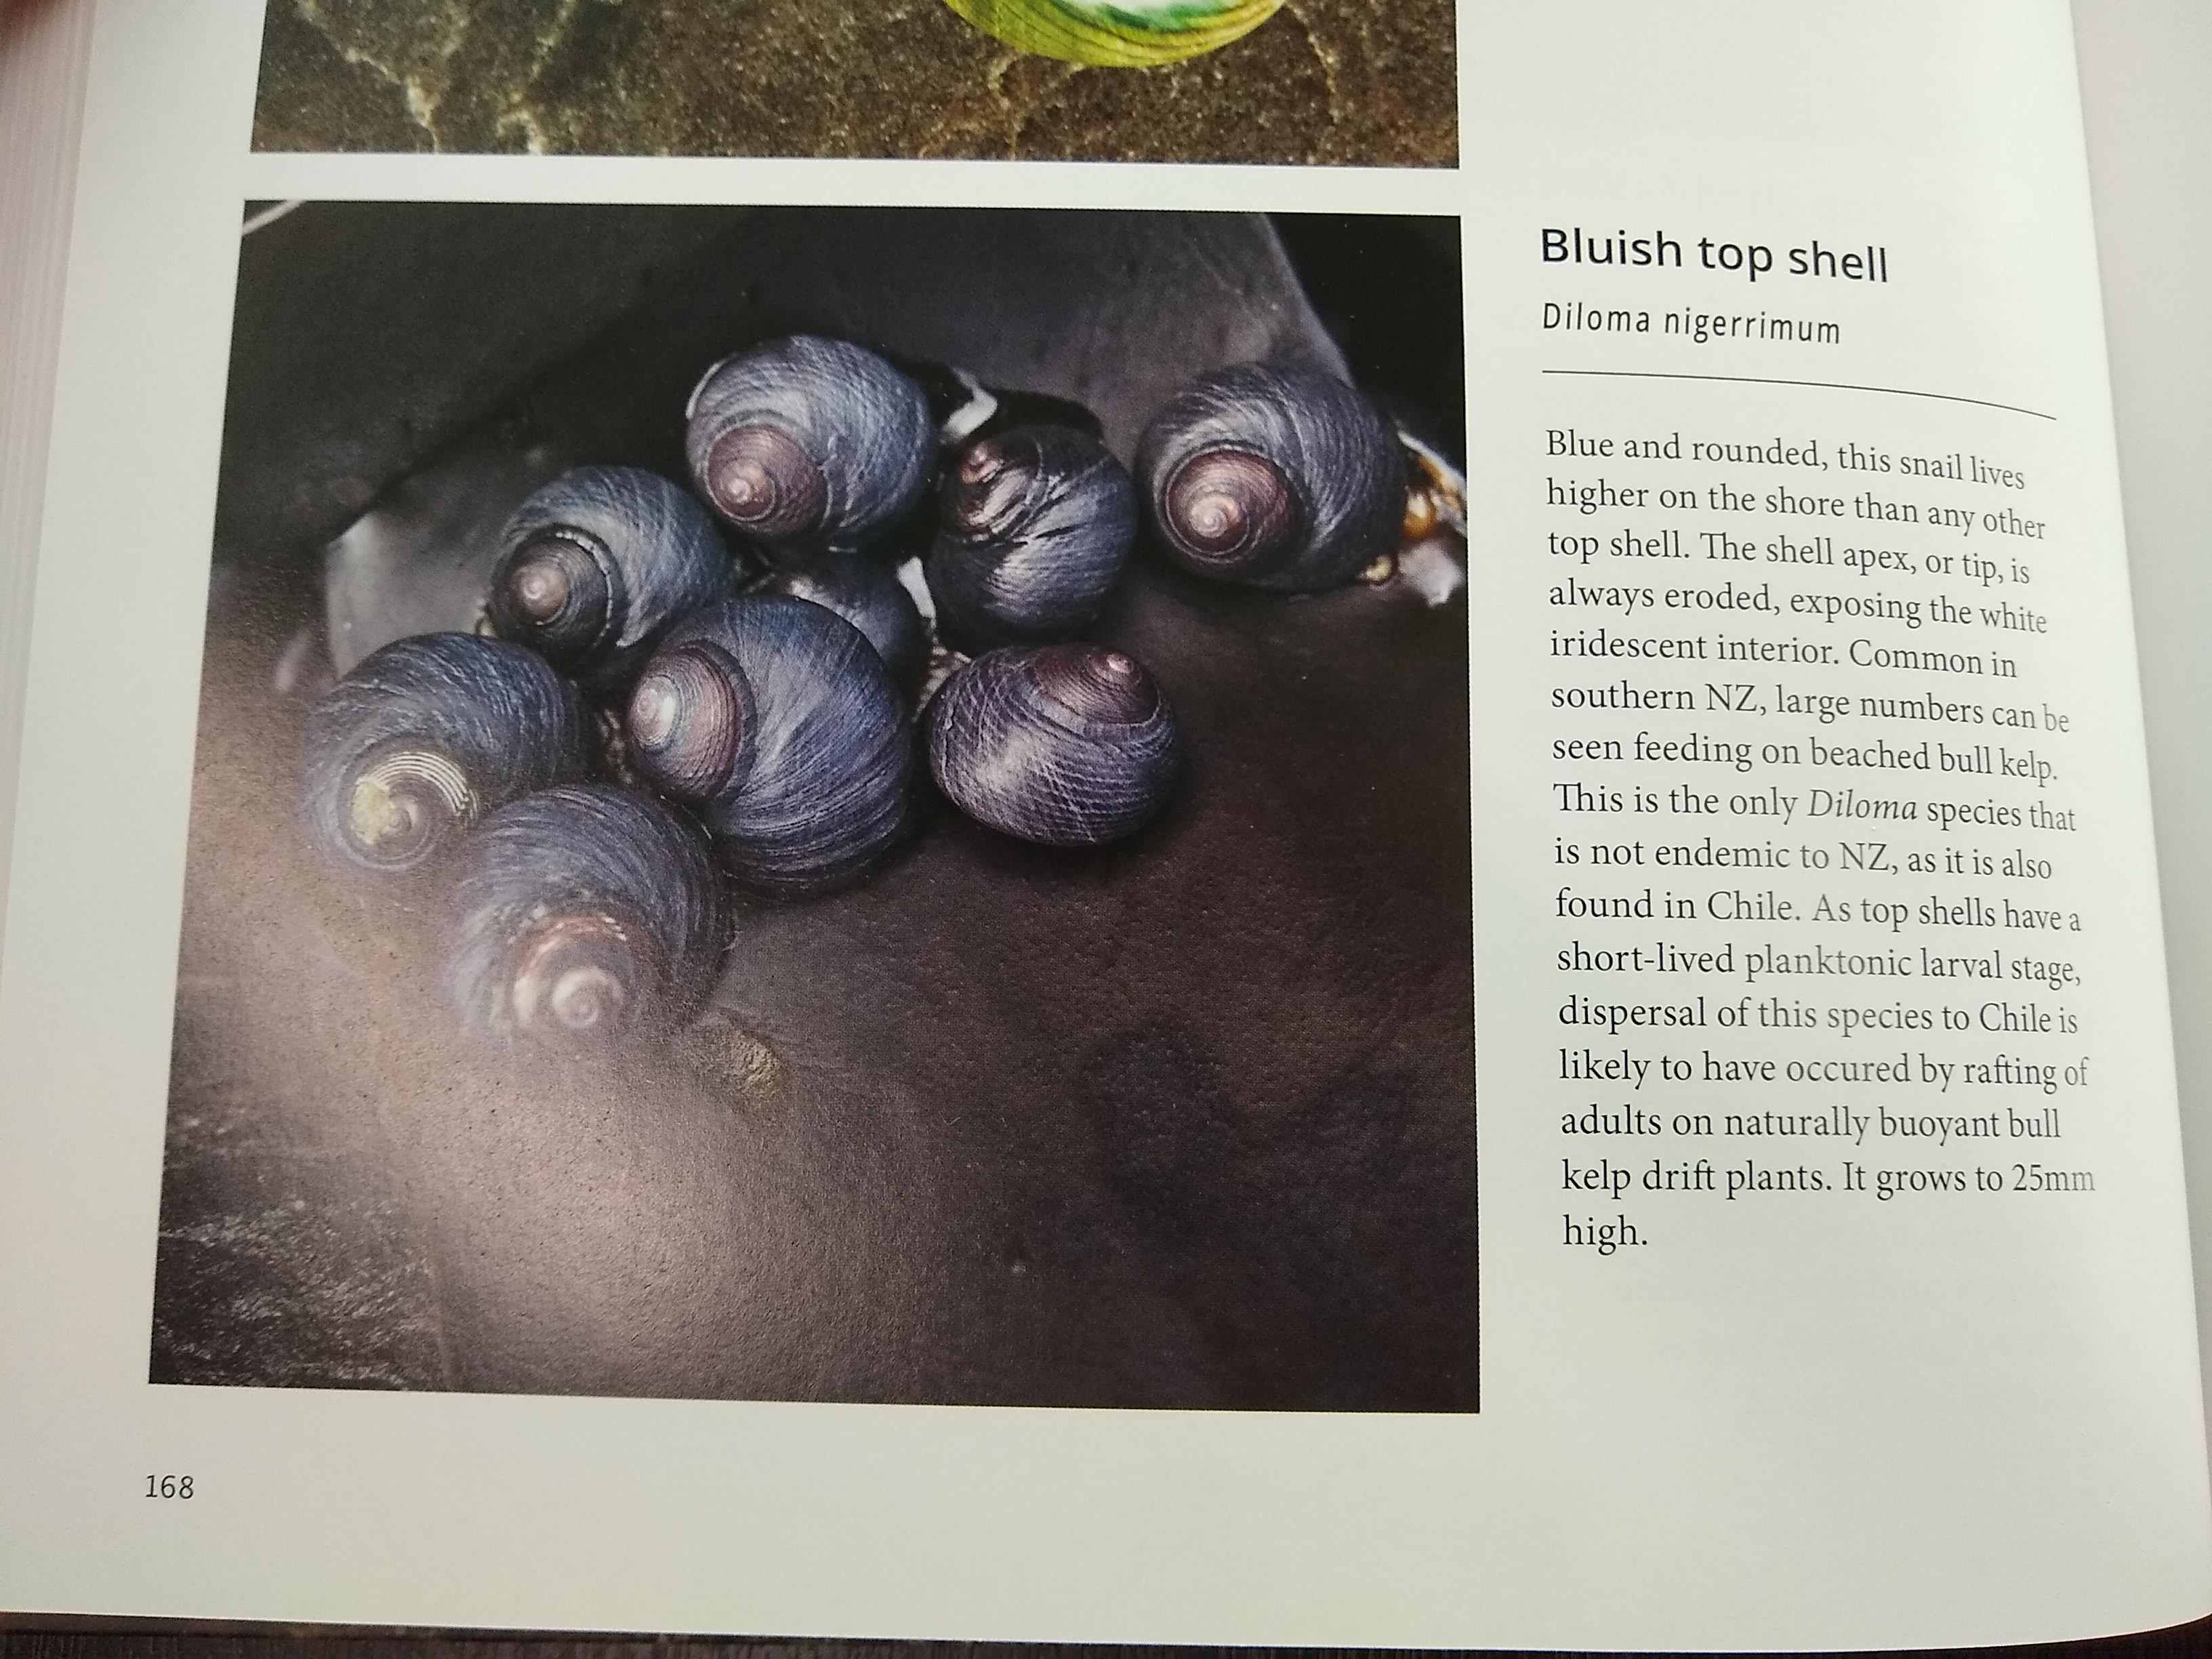 Bluish top shell
Diloma nigerrimum
Blue and rounded, this snail lives
higher on the shore than any other
top shell. The shell apex, or tip, is
always eroded, exposing the white
iridescent interior. Common in
southern NZ, large numbers can be
seen feeding on beached bull kelp.
This is the only Diloma species that
is not endemic to NZ, as it is also
found in Chile. As top shells have a
short-lived planktonic larval stage,
dispersal of this species to Chile is
likely to have occured by rafting of
adults on naturally buoyant bull
kelp drift plants. It grows to 25mm
high.
168